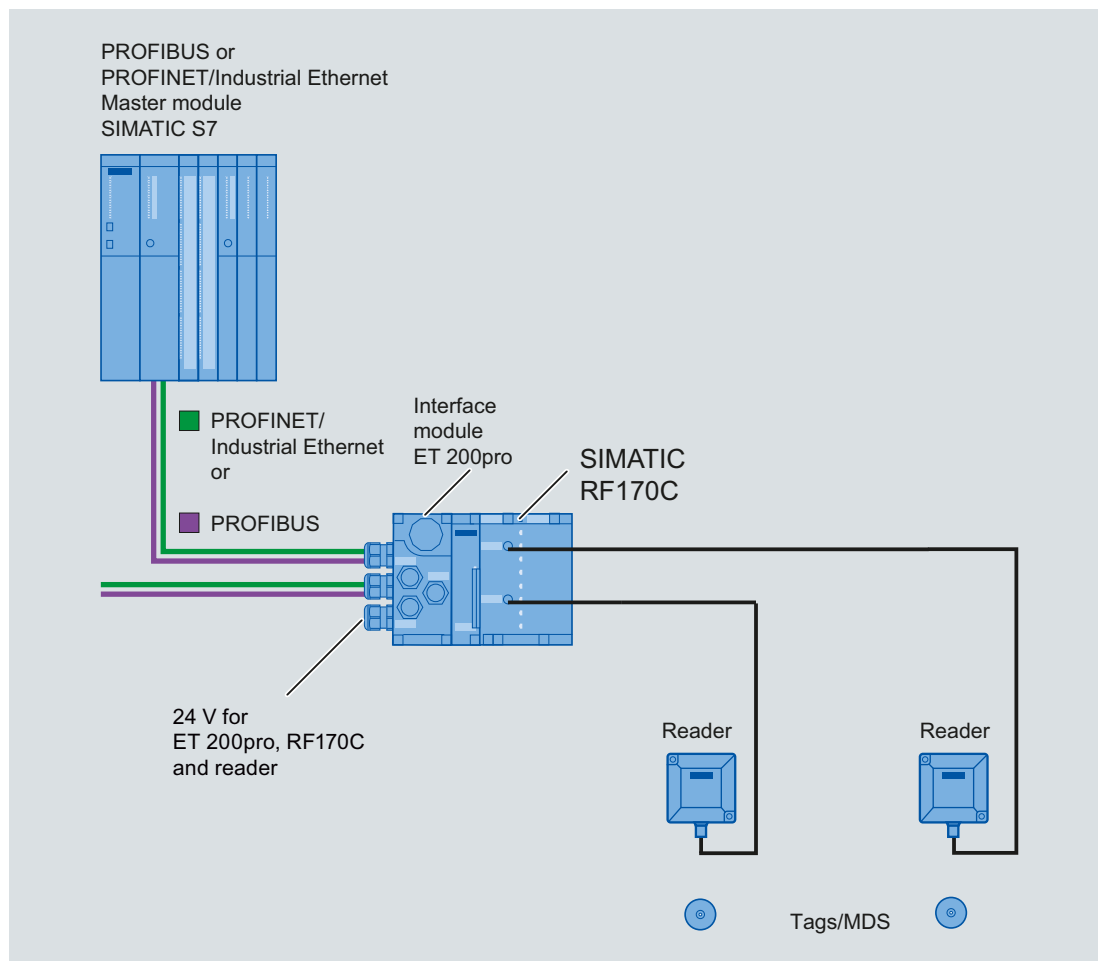 PROFIBUS or
PROFINET/Industrial Ethernet
Master module
SIMATIC S7
PROFINET/
Industrial Ethernet
or
PROFIBUS
Interface
module
ET 200pro
SIMATIC
RF170C
24 V for
ET 200pro, RF170C
and reader
Reader
Reader
Tags/MDS